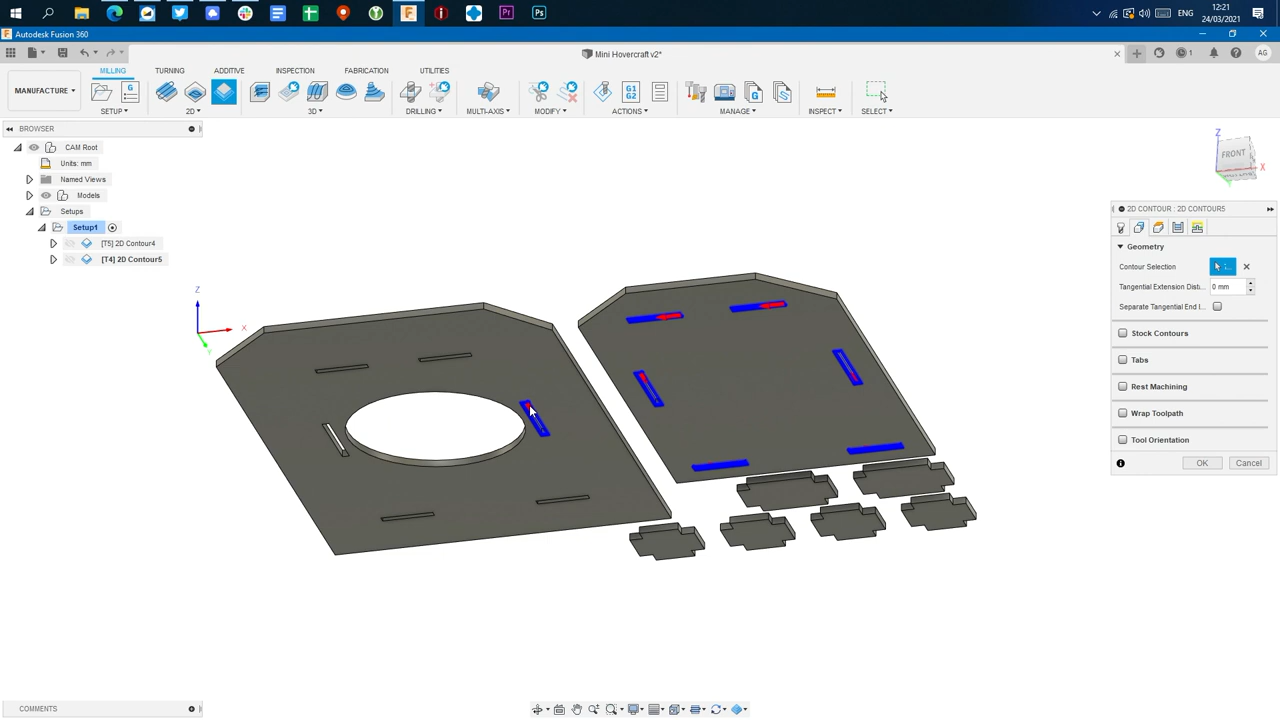 12:21
ENG
24/03/2021
Autodesk Fusion 360
Mini Hovercraft v2*
AG
MILLING
TURNING
ADDITIVE
INSPECTION
FABRICATION
UTILITIES
MANUFACTURE
G1
G2
SETUP
2D
3D
DRILLING
MULTI-AXIS
MODIFY
ACTIONS
MANAGE
INSPECT
SELECT
BROWSER
CAM Root
Units: mm
Named Views
Models
Setups
Setup1
[T5] 2D Contour4
[T4] 2D Contour5
Z
X
Y
Z
FRONT
X
2D CONTOUR : 2D CONTOUR5
Geometry
Contour Selection
Tangential Extension Dist...
0 mm
Separate Tangential End
Stock Contours
Tabs
Rest Machining
Wrap Toolpath
Tool Orientation
OK
Cancel
COMMENTS